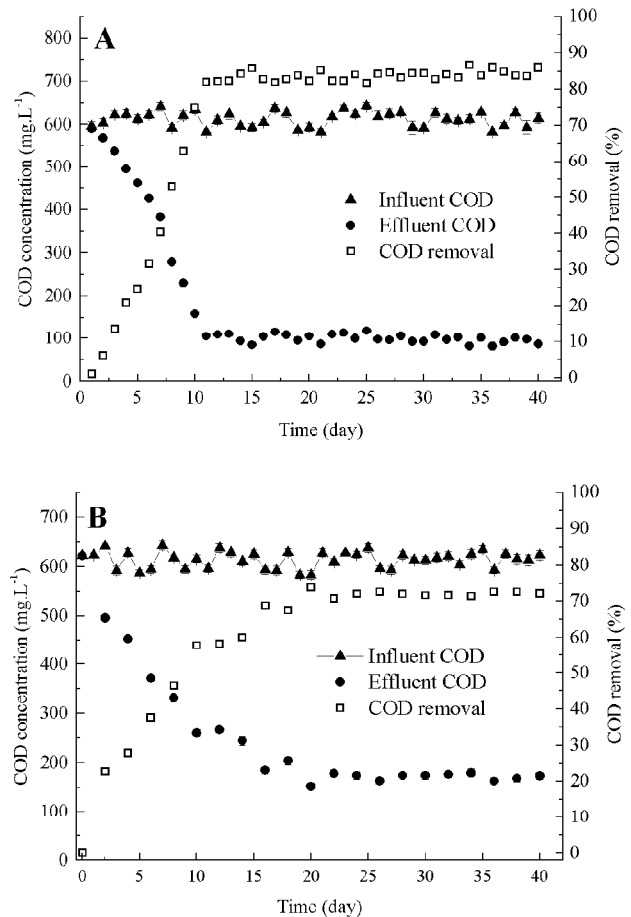 A
COD concentration (mg.L⁻¹)
800
700
600
500
400
300
200
100
0
100
90
80
70
60
50
40
30
20
10
0
COD removal (%)
Influent COD
Effluent COD
COD removal
0 5 10 15 20 25 30 35 40
Time (day)
B
COD concentration (mg.L⁻¹)
700
600
500
400
300
200
100
0
100
90
80
70
60
50
40
30
20
10
0
COD removal (%)
Influent COD
Effluent COD
COD removal
0 5 10 15 20 25 30 35 40
Time (day)